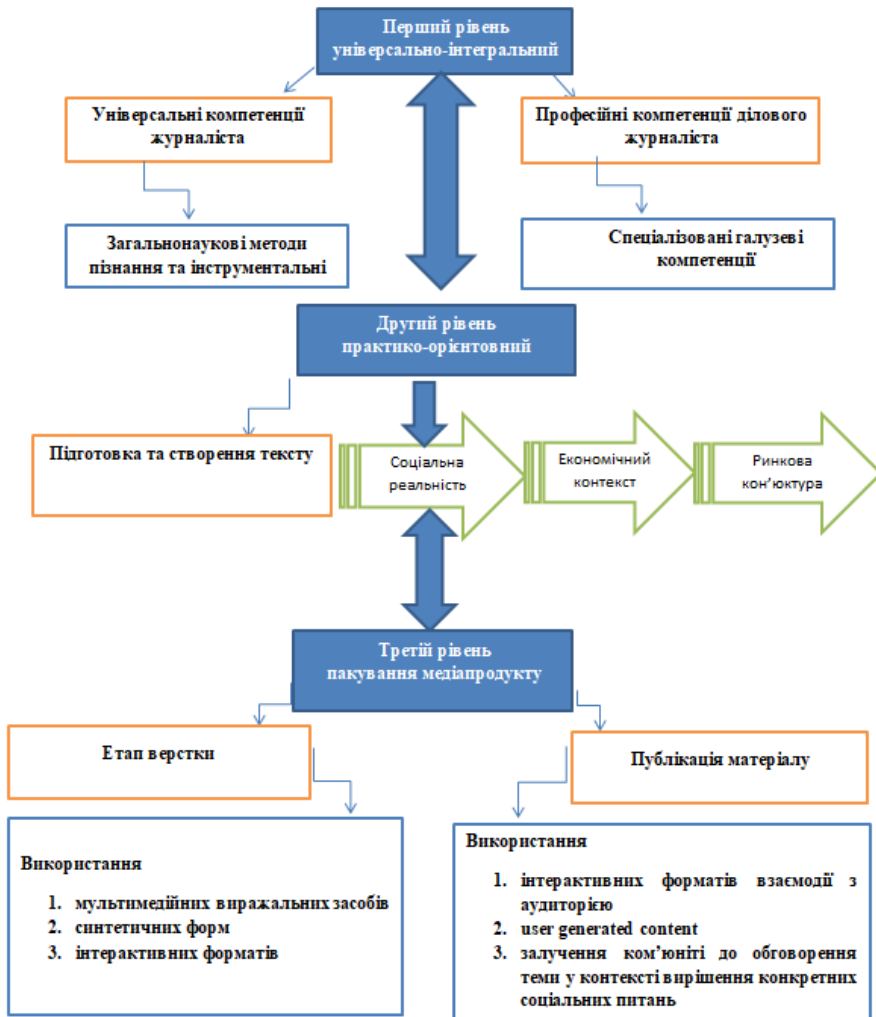 Перший рівень
універсально-інтегральний
Універсальні компетенції
журналіста
Професійні компетенції ділового
журналіста
Загальнонаукові методи
пізнання та інструментальні
Спеціалізовані галузеві
компетенції
Другий рівень
практико-орієнтовний
Підготовка та створення тексту
Соціальна
реальність
Економічний
контекст
Ринкова
кон’юктура
Третій рівень
пакування медіапродукту
Етап верстки
Публікація матеріалу
Використання
1. мультимедійних виражальних засобів
2. синтетичних форм
3. інтерактивних форматів
Використання
1. інтерактивних форматів взаємодії з
аудиторією
2. user generated content
3. залучення ком’юніті до обговорення
теми у контексті вирішення конкретних
соціальних питань